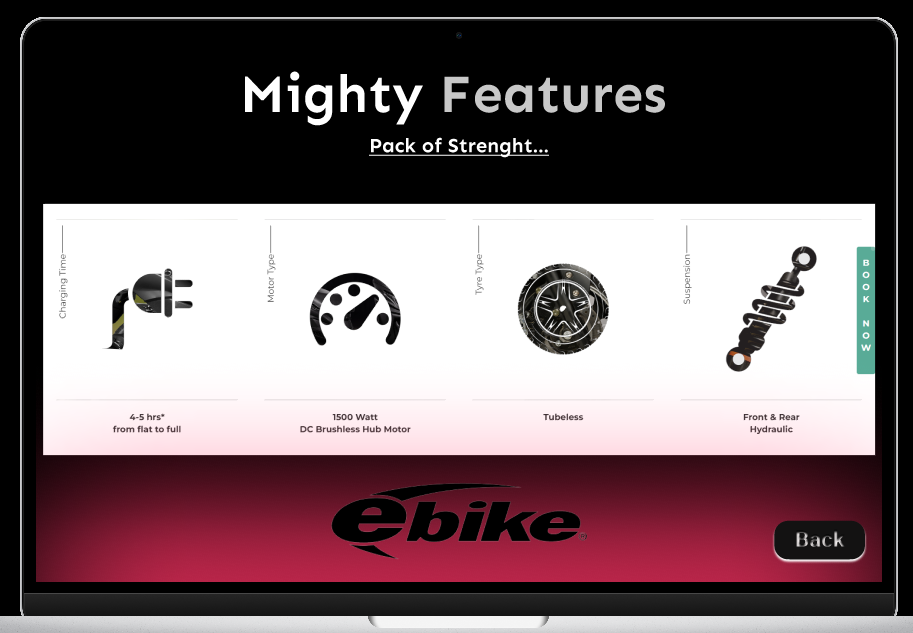 Mighty Features
Pack of Strenght...
Charging Time
Motor Type
Tyre Type
Suspension
BOOK NOW
4-5 hrs*
from flat to full
1500 Watt
DC Brushless Hub Motor
Tubeless
Front & Rear
Hydraulic
ebike®
Back